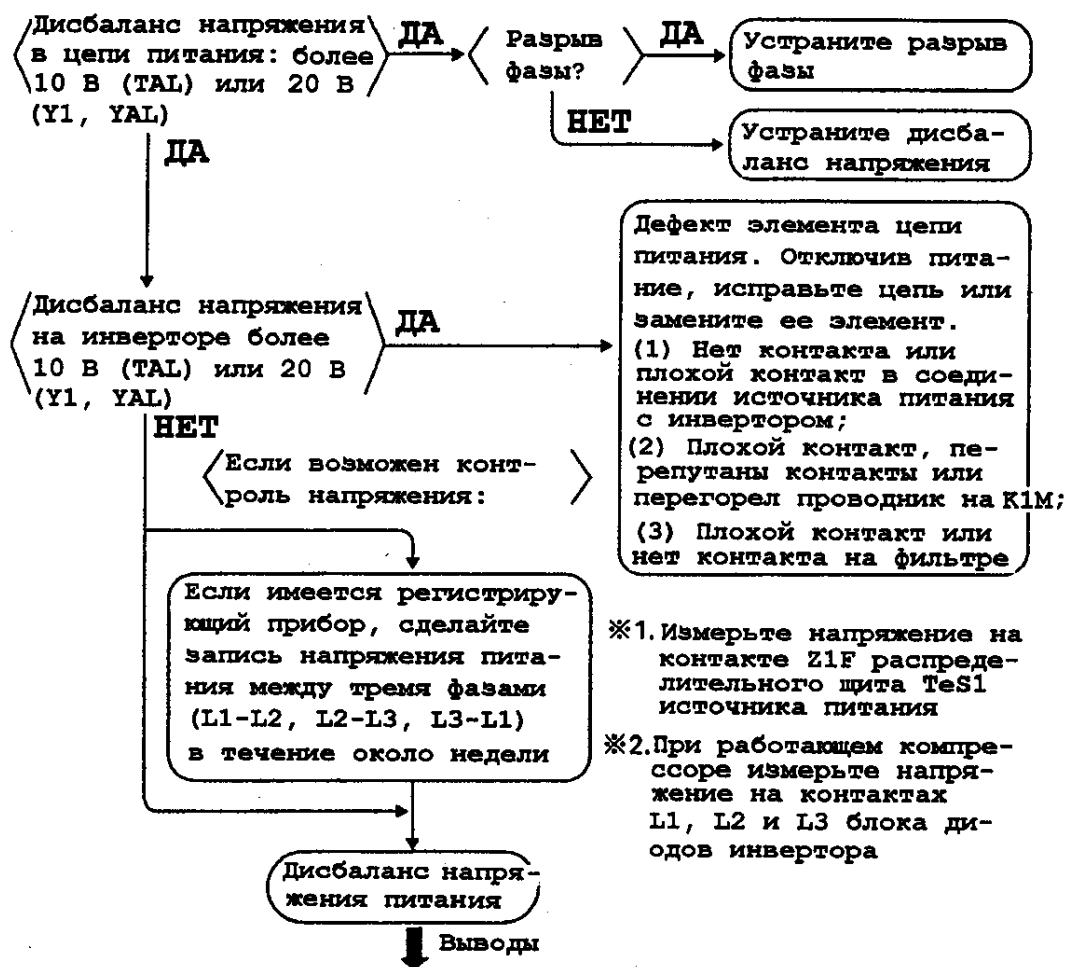 Дисбаланс напряжения
в цепи питания: более
10 В (TAL) или 20 В
(Y1, YAL)
ДА
Разрыв
фазы?
ДА
Устраните разрыв
фазы
НЕТ
Устраните дисба-
ланс напряжения
ДА
Дисбаланс напряжения
на инверторе более
10 В (TAL) или 20 В
(Y1, YAL)
ДА
Дефект элемента цепи
питания. Отключив пита-
ние, исправьте цепь или
замените ее элемент.
(1) Нет контакта или
плохой контакт в соеди-
нении источника питания
с инвертором;
(2) Плохой контакт, пе-
репутаны контакты или
перегорел проводник на K1M;
(3) Плохой контакт или
нет контакта на фильтре
НЕТ
Если возможен конт-
роль напряжения:
Если имеется регистриру-
ющий прибор, сделайте
запись напряжения пита-
ния между тремя фазами
(L1-L2, L2-L3, L3-L1)
в течение около недели
※1. Измерьте напряжение на
контакте Z1F распреде-
лительного щита TeS1
источника питания
※2. При работающем компре-
ссоре измерьте напря-
жение на контактах
L1, L2 и L3 блока ди-
одов инвертора
Дисбаланс напря-
жения питания
Выводы